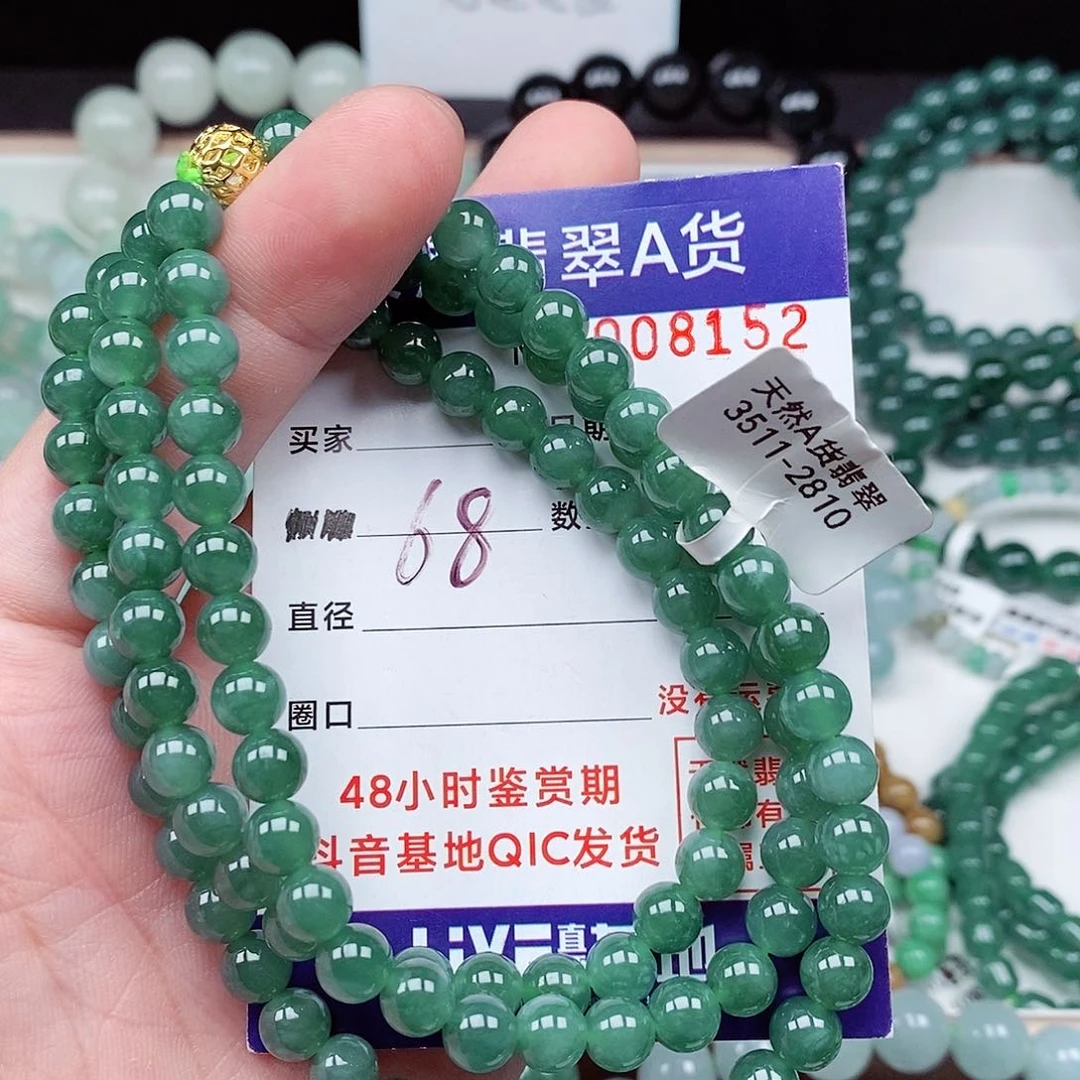 翡翠A货
008152
天然A货翡翠
3511-2810
买家
68
数
直径
圈口
没有
48小时鉴赏期
抖音基地QIC发货
LIVE